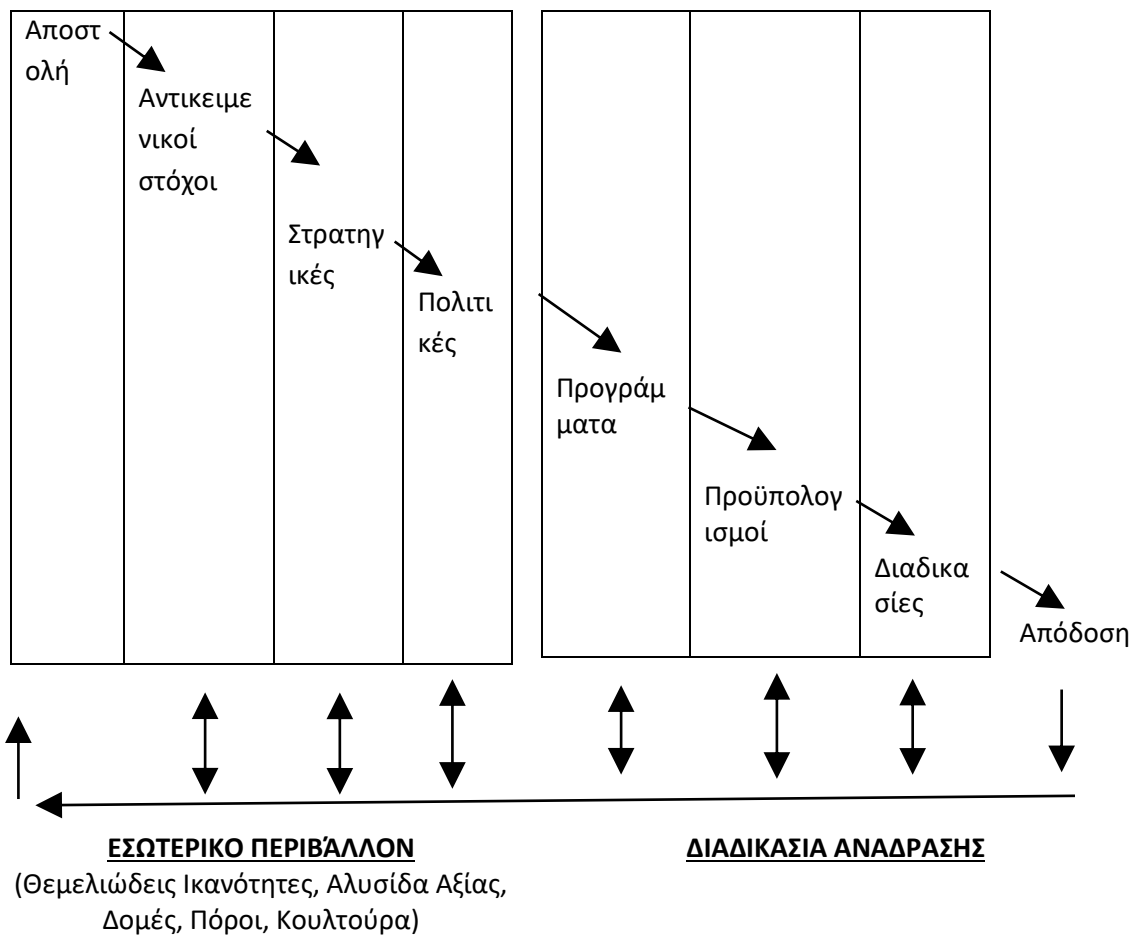 Αποστ
ολή
Αντικειμε
νικοί
στόχοι
Στρατηγ
ικές
Πολιτι
κές
Προγράμ
ματα
Προϋπολογ
ισμοί
Διαδικα
σίες
Απόδοση
ΕΣΩΤΕΡΙΚΟ ΠΕΡΙΒΆΛΛΟΝ
(Θεμελιώδεις Ικανότητες, Αλυσίδα Αξίας,
Δομές, Πόροι, Κουλτούρα)
ΔΙΑΔΙΚΑΣΙΑ ΑΝΑΔΡΑΣΗΣ